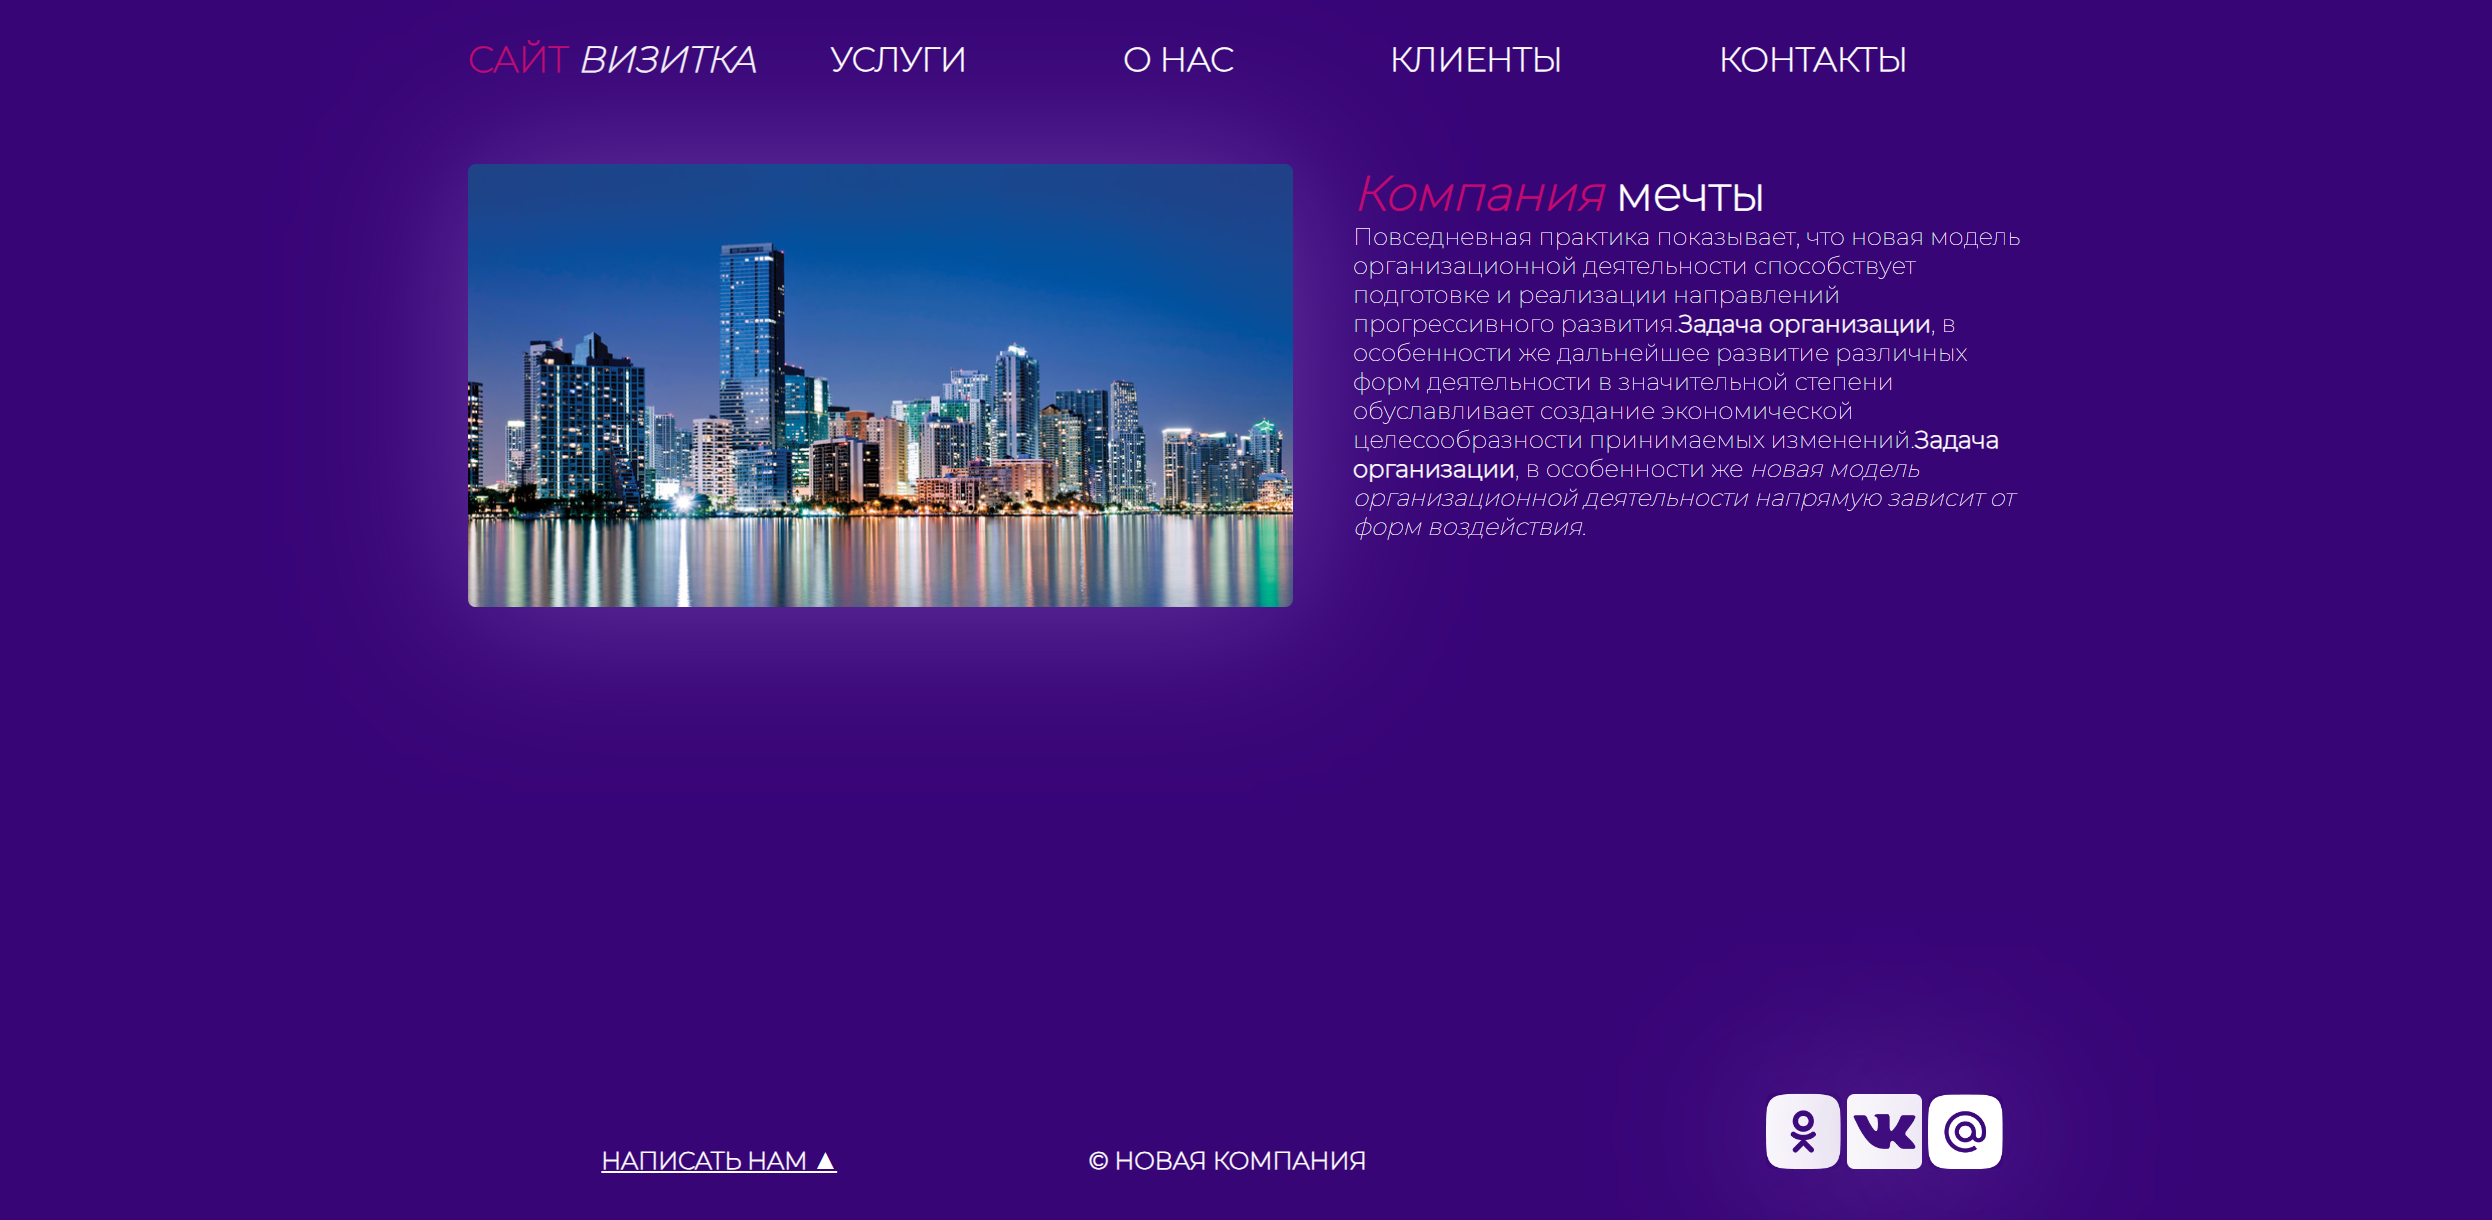 САЙТ ВИЗИТКА УСЛУГИ О НАС КЛИЕНТЫ КОНТАКТЫ
Компания мечты
Повседневная практика показывает, что новая модель
организационной деятельности способствует
подготовке и реализации направлений
прогрессивного развития.Задача организации, в
особенности же дальнейшее развитие различных
форм деятельности в значительной степени
обуславливает создание экономической
целесообразности принимаемых изменений.Задача
организации, в особенности же новая модель
организационной деятельности напрямую зависит от
форм воздействия.
НАПИСАТЬ НАМ ▲ © НОВАЯ КОМПАНИЯ